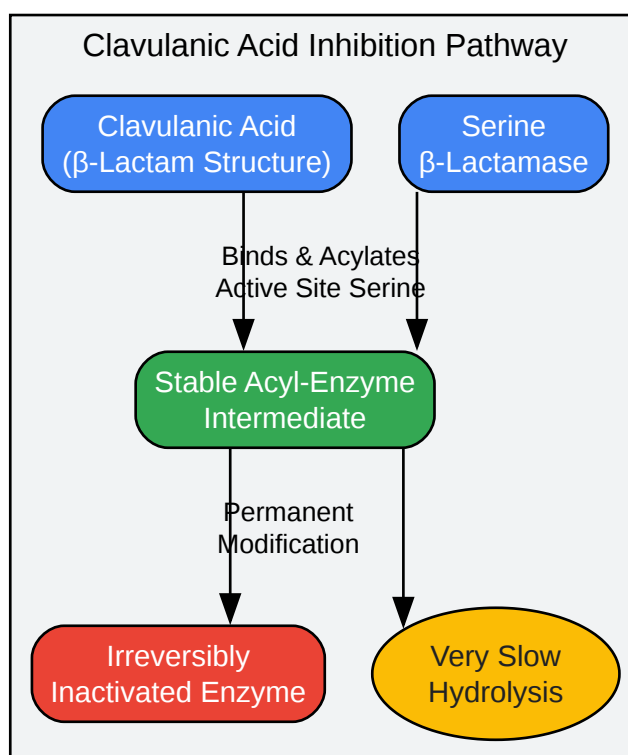 Clavulanic Acid Inhibition Pathway
Clavulanic Acid
(β-Lactam Structure)
Serine
β-Lactamase
Binds & Acylates
Active Site Serine
Stable Acyl-Enzyme
Intermediate
Permanent
Modification
Irreversibly
Inactivated Enzyme
Very Slow
Hydrolysis